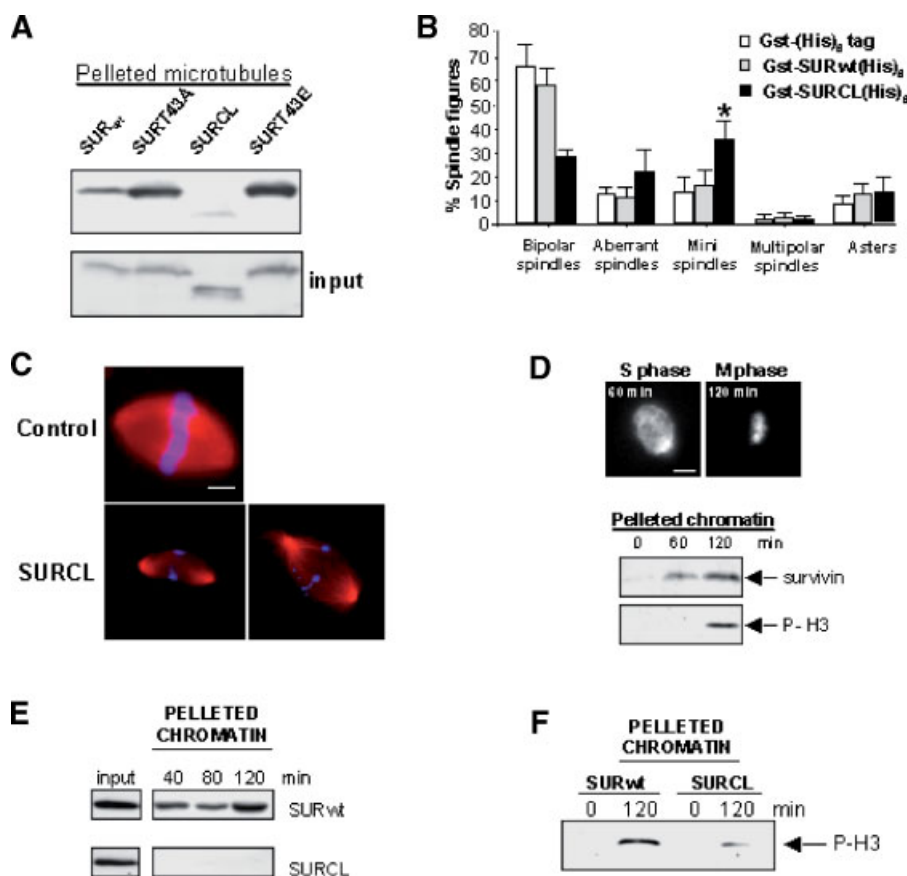 A
Pelleted microtubules
SURwt SURT43A SURCL SURT43E
input
B
% Spindle figures
80
70
60
50
40
30
20
10
0
Gst-(His)6 tag
Gst-SURwt(His)6
Gst-SURCL(His)6
*
Bipolar spindles
Aberrant spindles
Mini spindles
Multipolar spindles
Asters
C
Control
SURCL
D
S phase M phase
60 min 120 min
Pelleted chromatin
0 60 120 min
survivin
P-H3
E
PELLETED
CHROMATIN
input 40 80 120 min
SURwt
SURCL
F
PELLETED
CHROMATIN
SURwt SURCL
0 120 0 120 min
P-H3